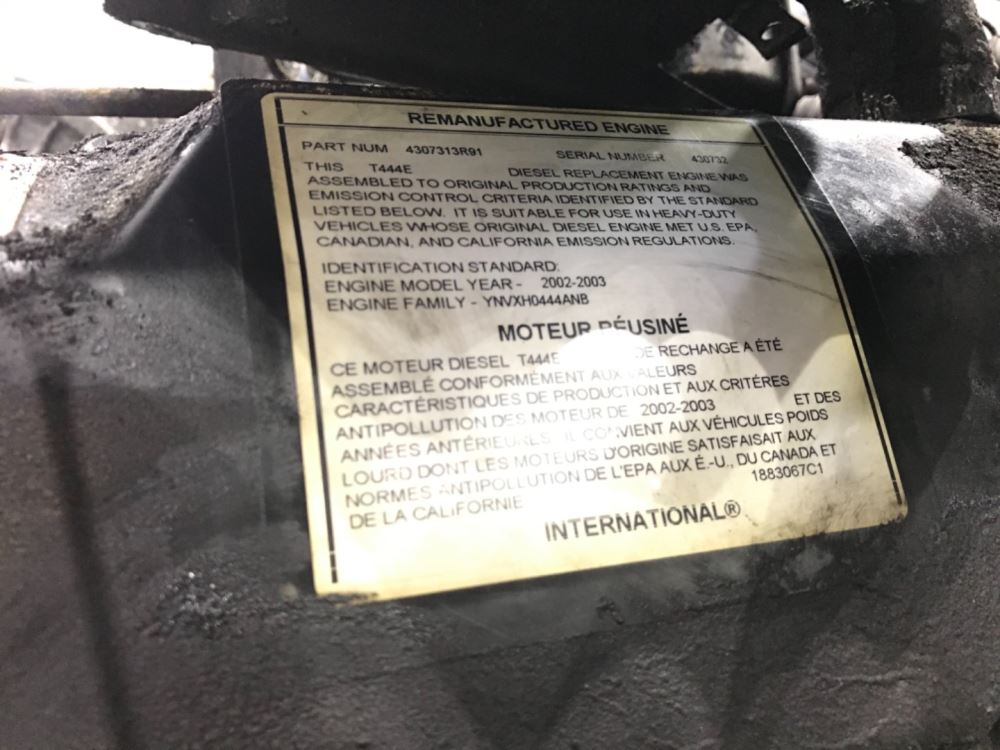 REMANUFACTURED ENGINE
PART NUM 4307313R91 SERIAL NUMBER 430732
THIS T444E DIESEL REPLACEMENT ENGINE WAS
ASSEMBLED TO ORIGINAL PRODUCTION RATINGS AND
EMISSION CONTROL CRITERIA IDENTIFIED BY THE STANDARD
LISTED BELOW. IT IS SUITABLE FOR USE IN HEAVY-DUTY
VEHICLES WHOSE ORIGINAL DIESEL ENGINE MET U.S. EPA,
CANADIAN, AND CALIFORNIA EMISSION REGULATIONS.
IDENTIFICATION STANDARD:
ENGINE MODEL YEAR - 2002-2003
ENGINE FAMILY - YNVXH0444ANB
MOTEUR RÉUSINÉ
CE MOTEUR DIESEL T444E DE RECHANGE A ÉTÉ
ASSEMBLÉ CONFORMÉMENT AUX VALEURS
CARACTÉRISTIQUES DE PRODUCTION ET AUX CRITÈRES
ANTIPOLLUTION DES MOTEUR DE 2002-2003 ET DES
ANNÉES ANTÉRIEURES. IL CONVIENT AUX VÉHICULES POIDS
LOURD DONT LES MOTEURS D'ORIGINE SATISFAISAIT AUX
NORMES ANTIPOLLUTION DE L'EPA AUX É.-U., DU CANADA ET
DE LA CALIFORNIE 1883067C1
INTERNATIONAL®